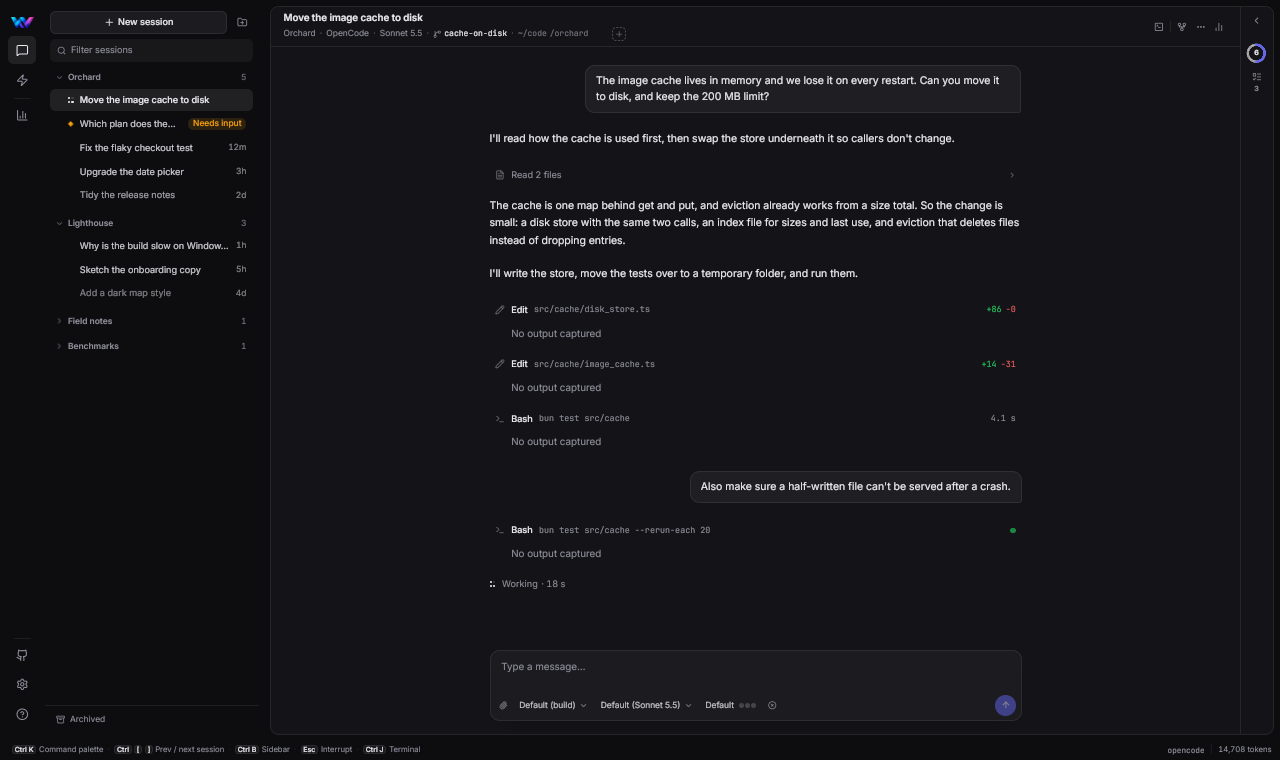 New session
Filter sessions
Orchard 5
Move the image cache to disk
Which plan does the... Needs input
Fix the flaky checkout test 12m
Upgrade the date picker 3h
Tidy the release notes 2d
Lighthouse 3
Why is the build slow on Window... 1h
Sketch the onboarding copy 5h
Add a dark map style 4d
Field notes 1
Benchmarks 1
Archived
Move the image cache to disk
Orchard · OpenCode · Sonnet 5.5 · cache-on-disk · ~/code/orchard
The image cache lives in memory and we lose it on every restart. Can you move it
to disk, and keep the 200 MB limit?
I'll read how the cache is used first, then swap the store underneath it so callers don't change.
Read 2 files
The cache is one map behind get and put, and eviction already works from a size total. So the change is
small: a disk store with the same two calls, an index file for sizes and last use, and eviction that deletes files
instead of dropping entries.
I'll write the store, move the tests over to a temporary folder, and run them.
Edit src/cache/disk_store.ts +86 -0
No output captured
Edit src/cache/image_cache.ts +14 -31
No output captured
Bash bun test src/cache 4.1 s
No output captured
Also make sure a half-written file can't be served after a crash.
Bash bun test src/cache --rerun-each 20
No output captured
Working · 18 s
Type a message...
Default (build) Default (Sonnet 5.5) Default
6
3
Ctrl K Command palette Ctrl [ ] Prev / next session Ctrl B Sidebar Esc Interrupt Ctrl J Terminal
opencode 14,708 tokens